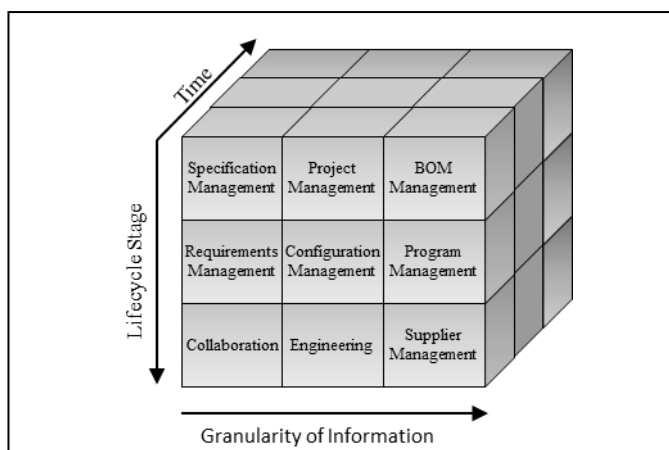 Time
Lifecycle Stage
Specification
Management
Project
Management
BOM
Management
Requirements
Management
Configuration
Management
Program
Management
Collaboration
Engineering
Supplier
Management
Granularity of Information